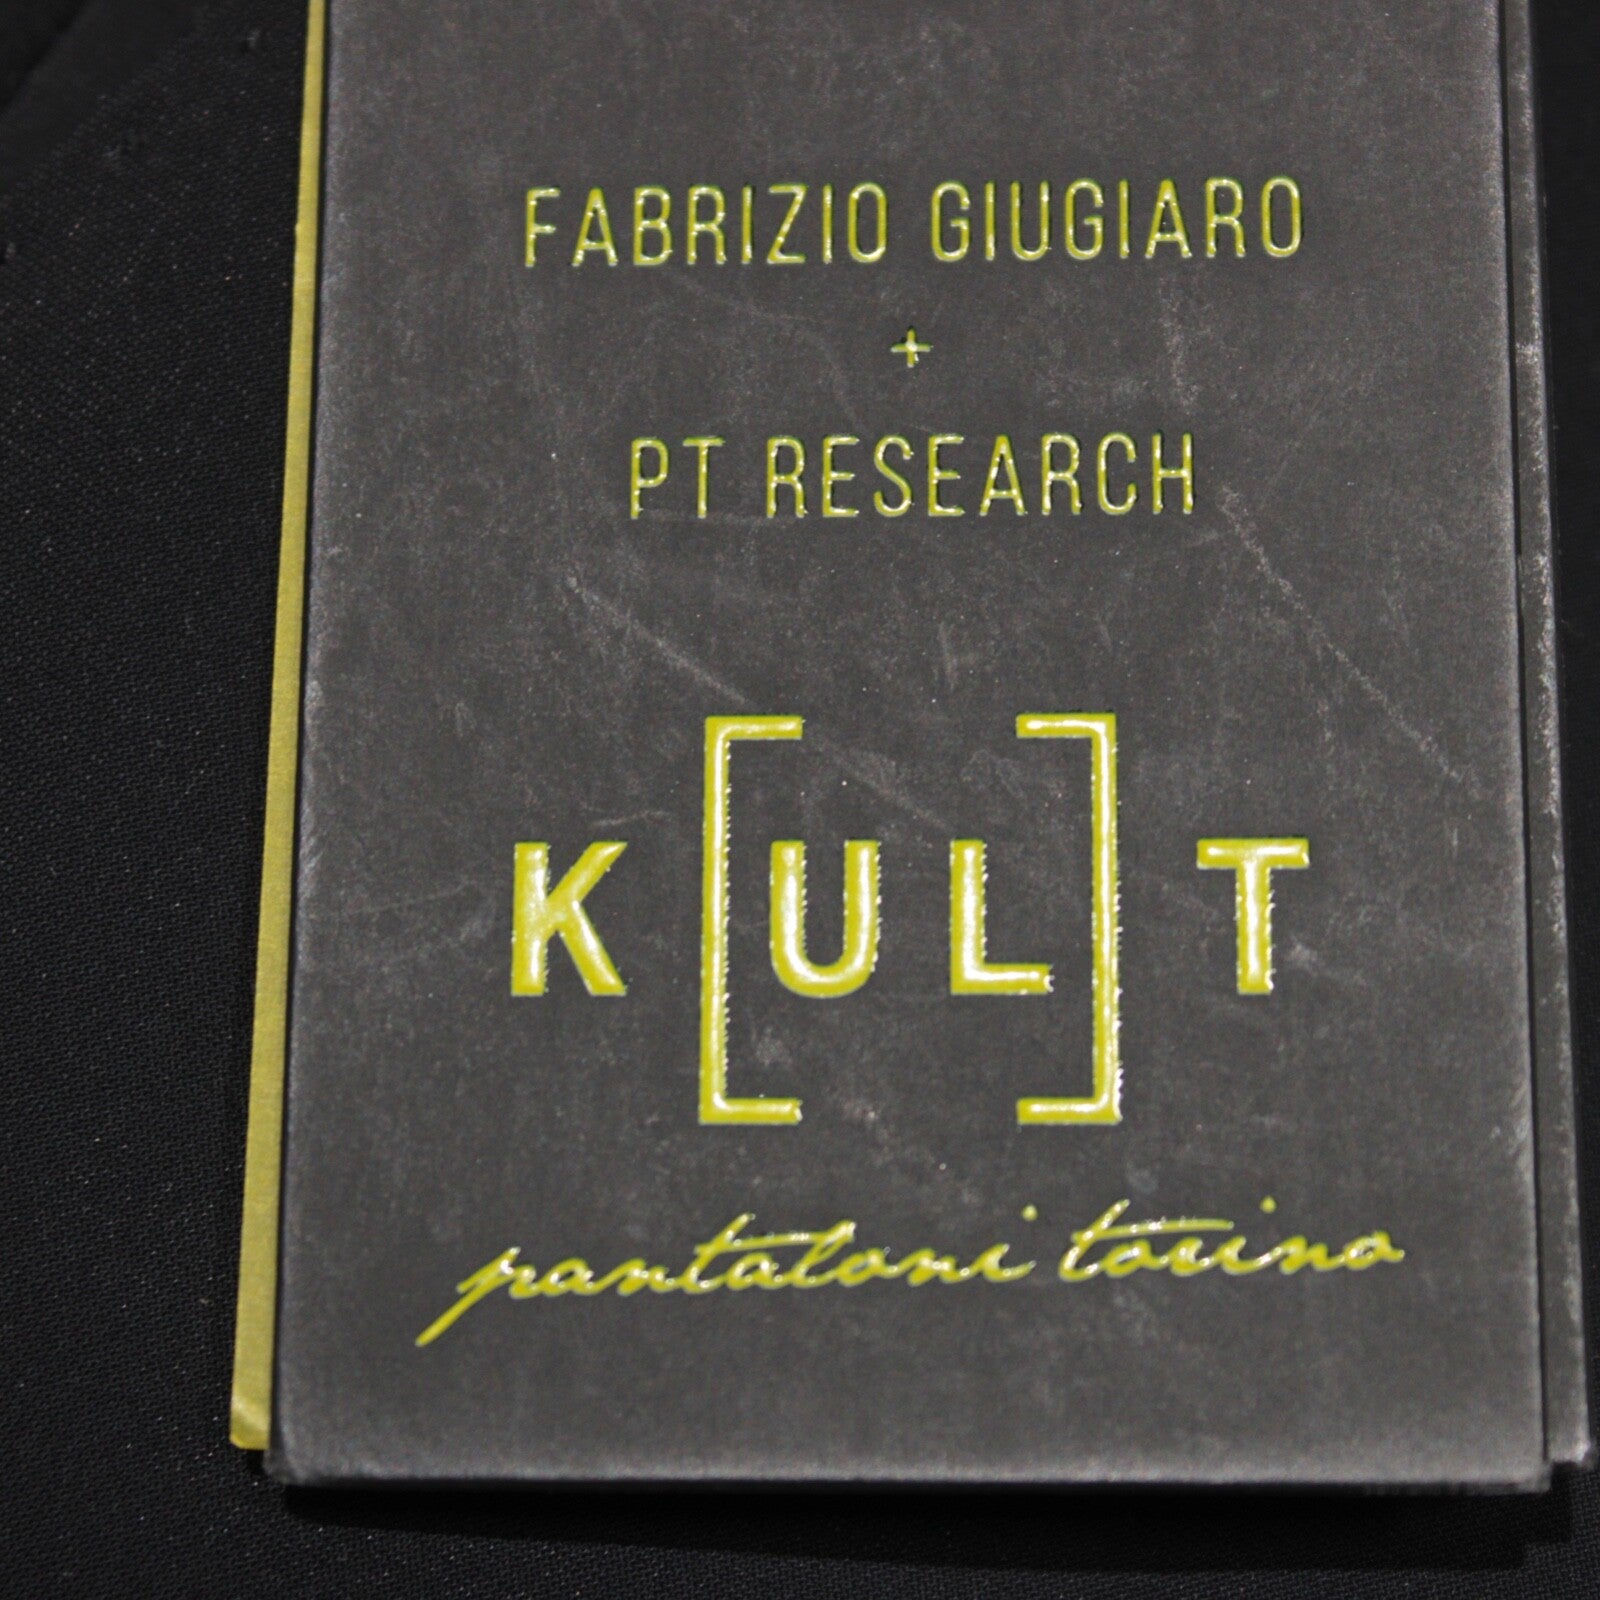 FABRIZIO GIUGIARO
+
PT RESEARCH
K[UL]T
pantaloni torino